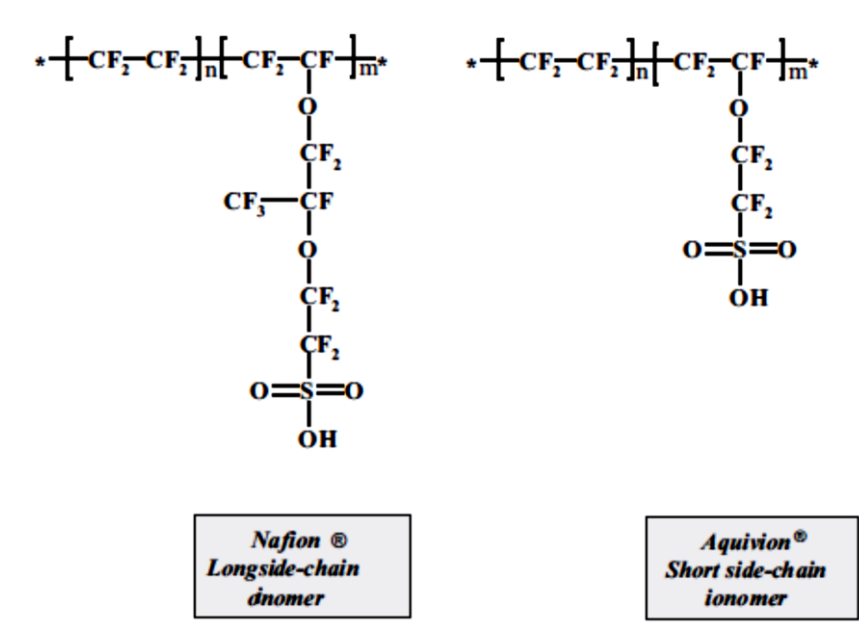 *-[-CF2-CF2-]n-[-CF2-CF-]m* *-[-CF2-CF2-]n-[-CF2-CF-]m*
O O
CF2 CF2
CF3-CF CF2
O O=S=O
CF2 OH
CF2
O=S=O
OH
Nafion ® Aquivion®
Longside-chain Short side-chain
dnomer ionomer